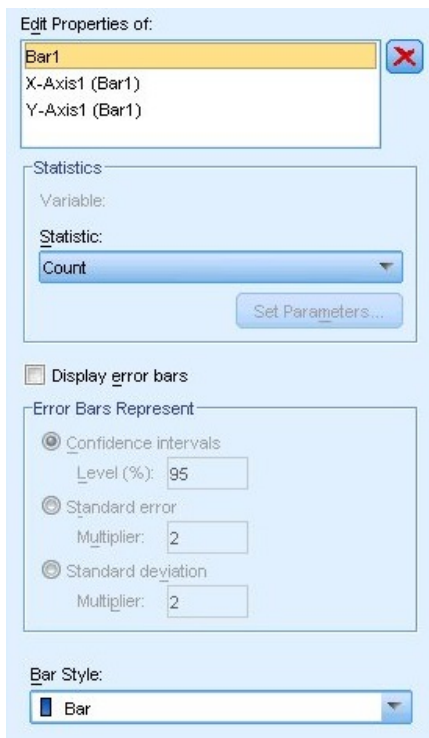 Edit Properties of:
Bar1
X-Axis1 (Bar1)
Y-Axis1 (Bar1)
Statistics
Variable:
Statistic:
Count
Set Parameters...
Display error bars
Error Bars Represent
Confidence intervals
Level (%): 95
Standard error
Multiplier: 2
Standard deviation
Multiplier: 2
Bar Style:
Bar